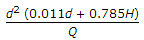 d² (0.011d + 0.785H)
Q